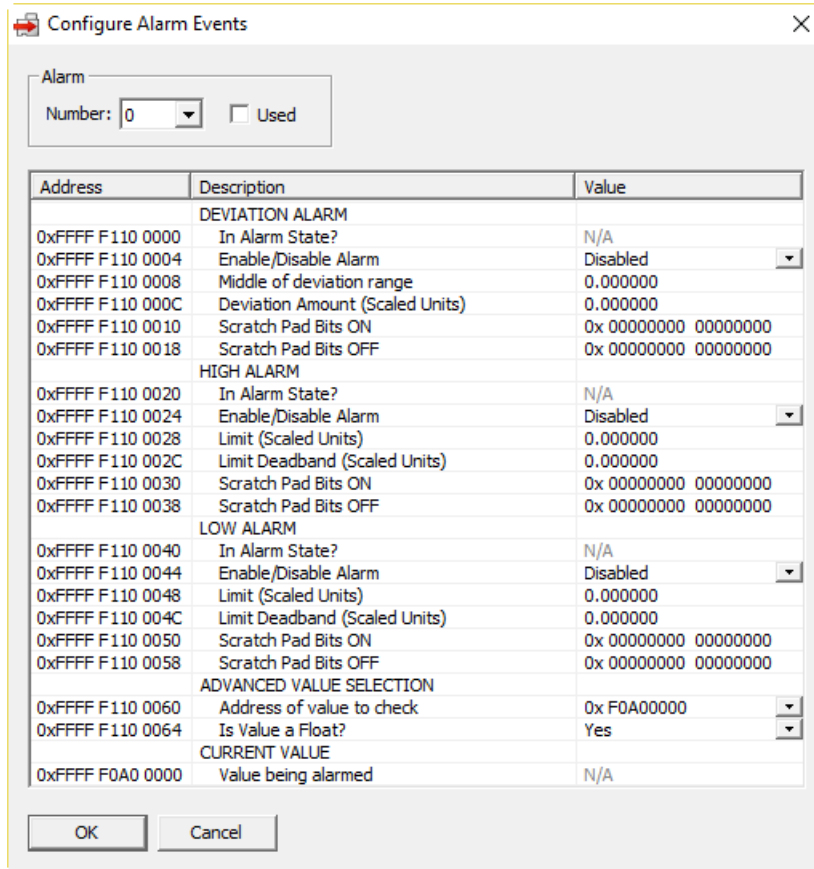 Configure Alarm Events
Alarm
Number: 0 Used
Address Description Value
DEVIATION ALARM
0xFFFF F110 0000 In Alarm State? N/A
0xFFFF F110 0004 Enable/Disable Alarm Disabled
0xFFFF F110 0008 Middle of deviation range 0.000000
0xFFFF F110 000C Deviation Amount (Scaled Units) 0.000000
0xFFFF F110 0010 Scratch Pad Bits ON 0x 00000000 00000000
0xFFFF F110 0018 Scratch Pad Bits OFF 0x 00000000 00000000
HIGH ALARM
0xFFFF F110 0020 In Alarm State? N/A
0xFFFF F110 0024 Enable/Disable Alarm Disabled
0xFFFF F110 0028 Limit (Scaled Units) 0.000000
0xFFFF F110 002C Limit Deadband (Scaled Units) 0.000000
0xFFFF F110 0030 Scratch Pad Bits ON 0x 00000000 00000000
0xFFFF F110 0038 Scratch Pad Bits OFF 0x 00000000 00000000
LOW ALARM
0xFFFF F110 0040 In Alarm State? N/A
0xFFFF F110 0044 Enable/Disable Alarm Disabled
0xFFFF F110 0048 Limit (Scaled Units) 0.000000
0xFFFF F110 004C Limit Deadband (Scaled Units) 0.000000
0xFFFF F110 0050 Scratch Pad Bits ON 0x 00000000 00000000
0xFFFF F110 0058 Scratch Pad Bits OFF 0x 00000000 00000000
ADVANCED VALUE SELECTION
0xFFFF F110 0060 Address of value to check 0x F0A00000
0xFFFF F110 0064 Is Value a Float? Yes
CURRENT VALUE
0xFFFF F0A0 0000 Value being alarmed N/A
OK Cancel